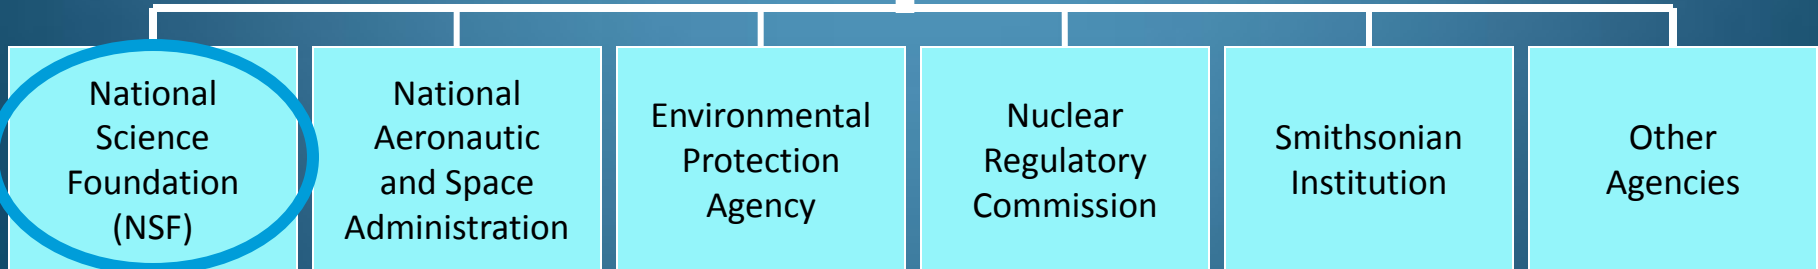 National
Science
Foundation
(NSF)
National
Aeronautic
and Space
Administration
Environmental
Protection
Agency
Nuclear
Regulatory
Commission
Smithsonian
Institution
Other
Agencies